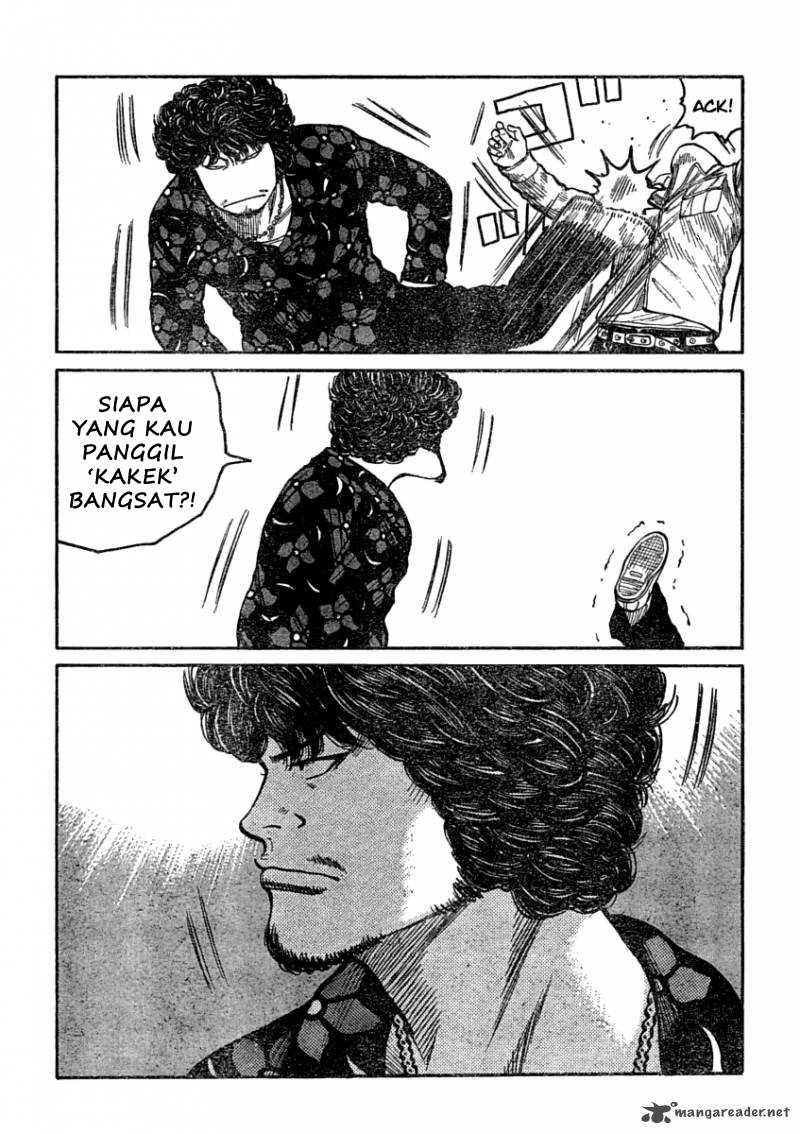 ACK!
SIAPA
YANG KAU
PANGGIL
'KAKEK'
BANGSAT?!
mangareader.net